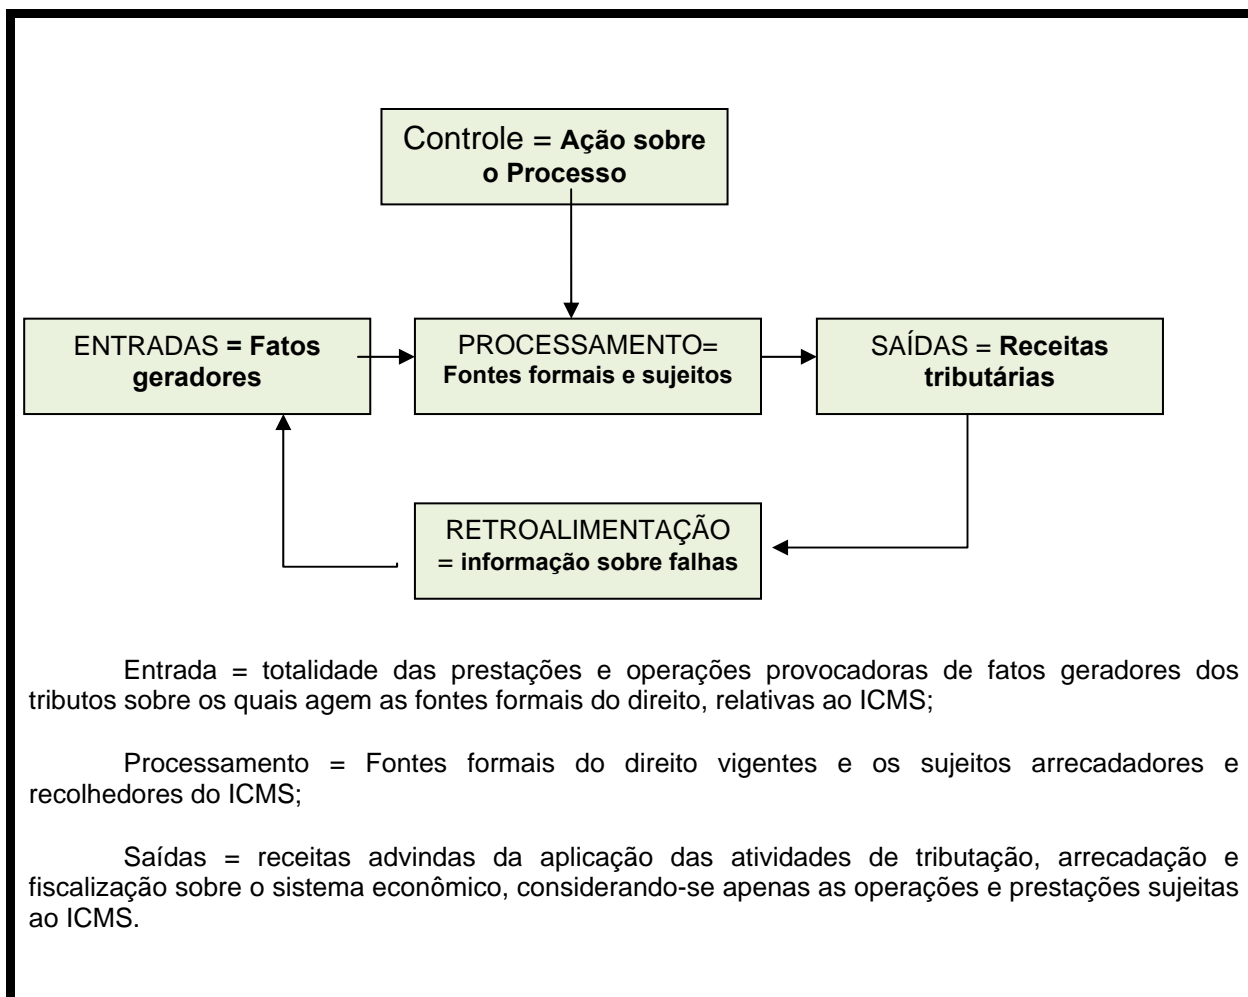 Controle = Ação sobre
o Processo
ENTRADAS = Fatos
geradores
PROCESSAMENTO=
Fontes formais e sujeitos
SAÍDAS = Receitas
tributárias
RETROALIMENTAÇÃO
= informação sobre falhas
Entrada = totalidade das prestações e operações provocadoras de fatos geradores dos
tributos sobre os quais agem as fontes formais do direito, relativas ao ICMS;
Processamento = Fontes formais do direito vigentes e os sujeitos arrecadadores e
recolhedores do ICMS;
Saídas = receitas advindas da aplicação das atividades de tributação, arrecadação e
fiscalização sobre o sistema econômico, considerando-se apenas as operações e prestações sujeitas
ao ICMS.